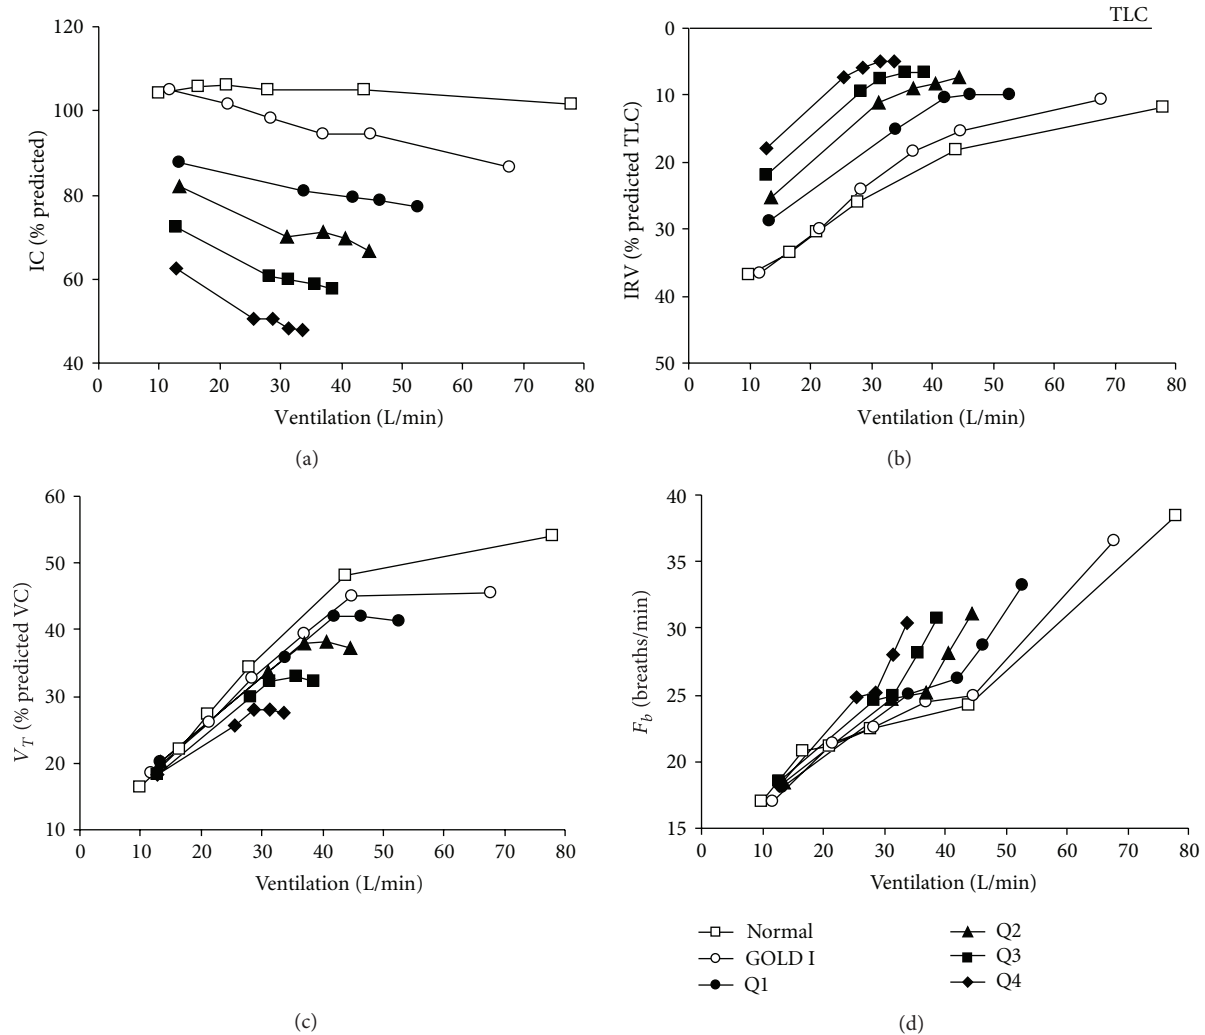 120
100
80
60
40
IC (% predicted)
0 10 20 30 40 50 60 70 80
Ventilation (L/min)
(a)
TLC
0
10
20
30
40
50
IRV (% predicted TLC)
0 10 20 30 40 50 60 70 80
Ventilation (L/min)
(b)
60
50
40
30
20
10
V_T (% predicted VC)
0 10 20 30 40 50 60 70 80
Ventilation (L/min)
(c)
40
35
30
25
20
15
F_b (breaths/min)
0 10 20 30 40 50 60 70 80
Ventilation (L/min)
Normal
GOLD I
Q1
Q2
Q3
Q4
(d)